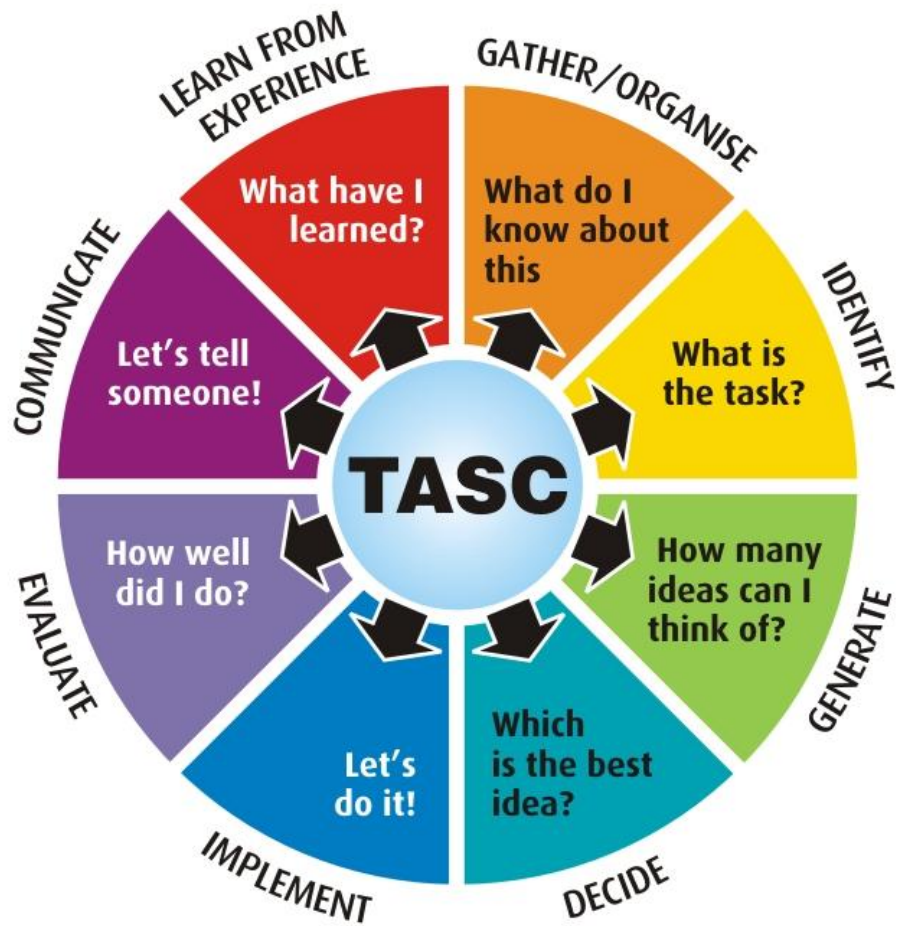 GATHER/ORGANISE
What do I
know about
this
IDENTIFY
What is
the task?
GENERATE
How many
ideas can I
think of?
DECIDE
Which
is the best
idea?
IMPLEMENT
Let's
do it!
EVALUATE
How well
did I do?
COMMUNICATE
Let's tell
someone!
LEARN FROM
EXPERIENCE
What have I
learned?
TASC